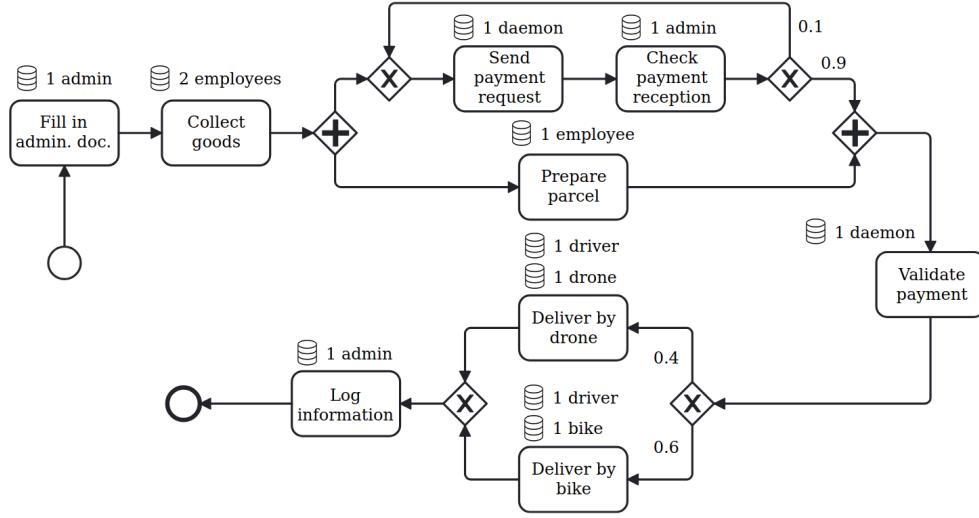 0.1
1 daemon
1 admin
Send
payment
request
Check
payment
reception
0.9
1 admin
2 employees
Fill in
admin. doc.
Collect
goods
1 employee
Prepare
parcel
1 daemon
Validate
payment
1 driver
1 drone
Deliver by
drone
0.4
1 admin
Log
information
1 driver
1 bike
0.6
Deliver by
bike